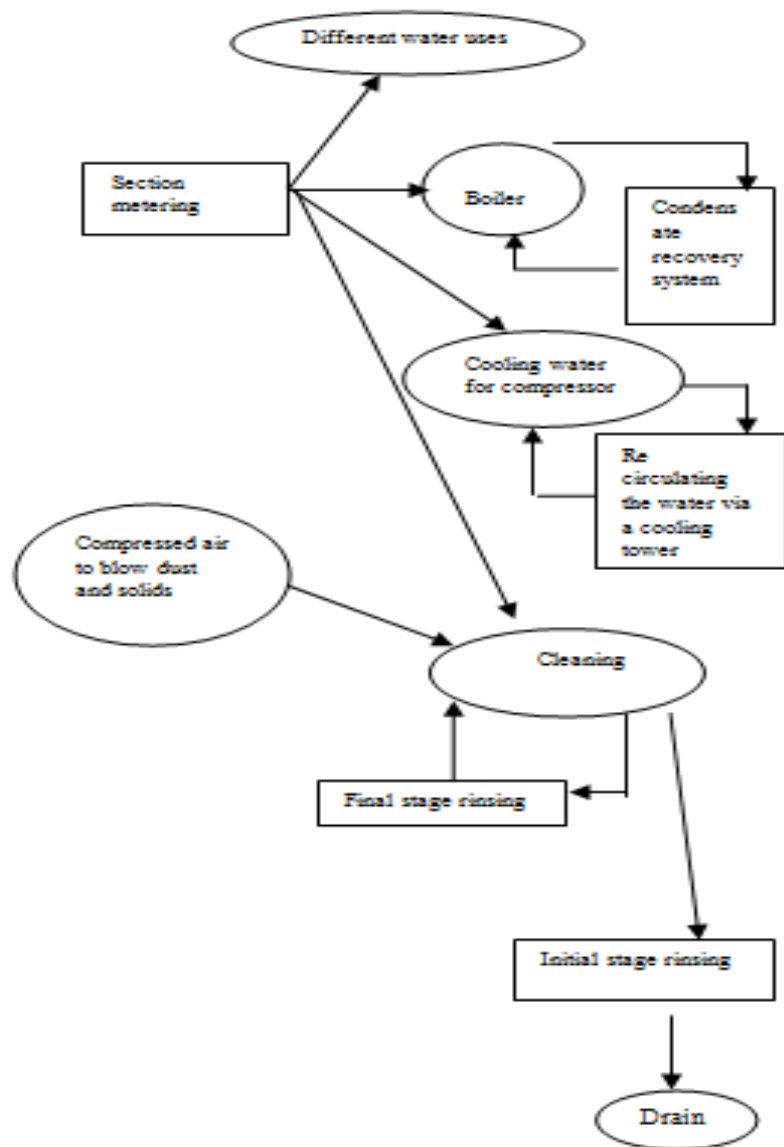 Different water uses
Section
metering
Boiler
Condens
ate
recovery
system
Cooling water
for compressor
Re
circulating
the water via
a cooling
tower
Compressed air
to blow dust
and solids
Cleaning
Final stage rinsing
Initial stage rinsing
Drain